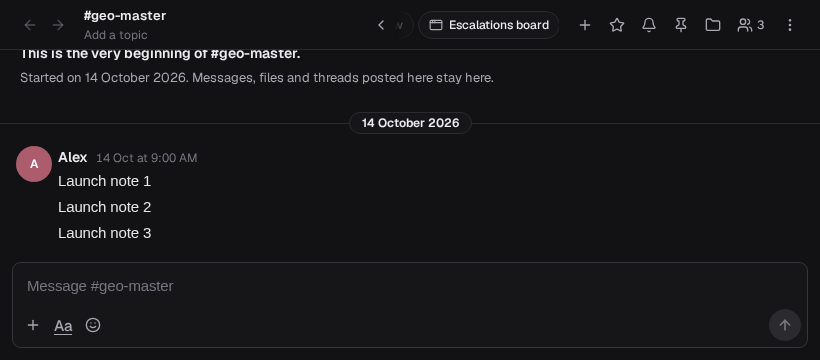 #geo-master
Add a topic
Escalations board
3
This is the very beginning of #geo-master.
Started on 14 October 2026. Messages, files and threads posted here stay here.
14 October 2026
A
Alex 14 Oct at 9:00 AM
Launch note 1
Launch note 2
Launch note 3
Message #geo-master
Aa